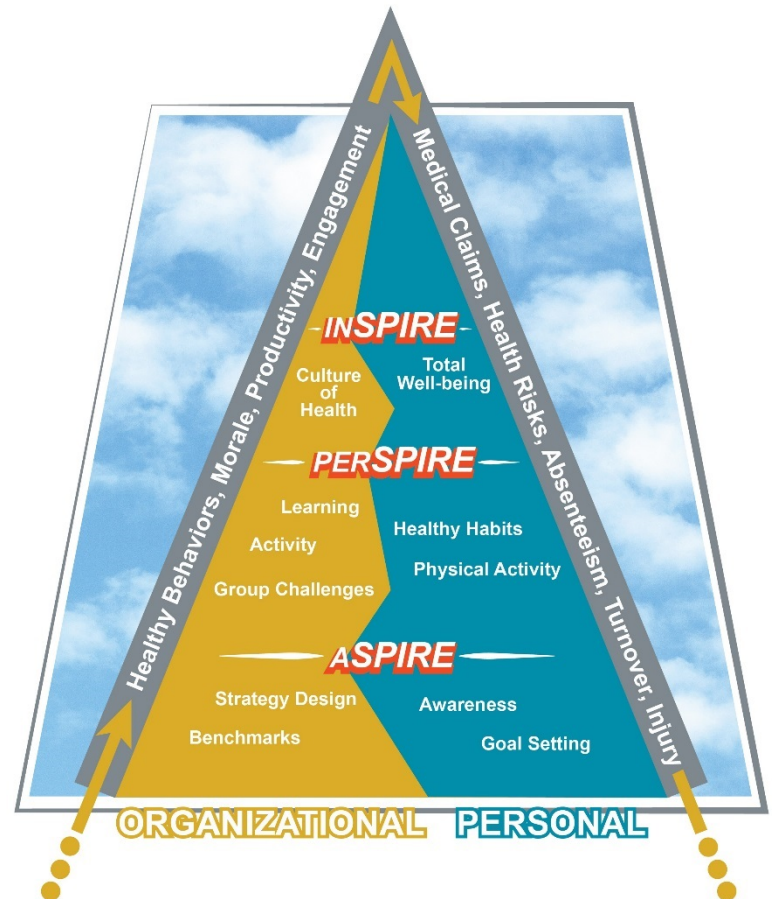 Healthy Behaviors, Morale, Productivity, Engagement
Medical Claims, Health Risks, Absenteeism, Turnover, Injury
INSPIRE
Culture
of
Health
Total
Well-being
PERSPIRE
Learning
Activity
Group Challenges
Healthy Habits
Physical Activity
ASPIRE
Strategy Design
Benchmarks
Awareness
Goal Setting
ORGANIZATIONAL PERSONAL